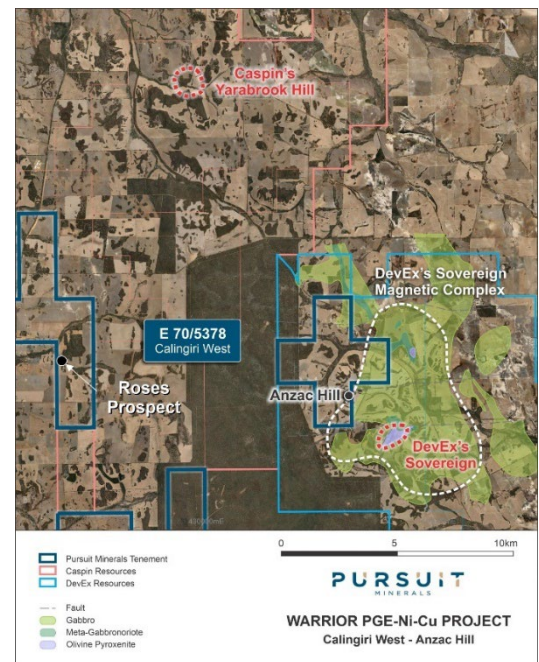 Caspin's
Yarabrook Hill
DevEx's Sovereign
Magnetic Complex
E 70/5378
Calingiri West
Roses
Prospect
Anzac Hill
DevEx's
Sovereign
0 5 10km
Pursuit Minerals Tenement
Caspin Resources
DevEx Resources
Fault
Gabbro
Meta-Gabbronorite
Olivine Pyroxenite
PURSUIT
MINERALS
WARRIOR PGE-Ni-Cu PROJECT
Calingiri West - Anzac Hill